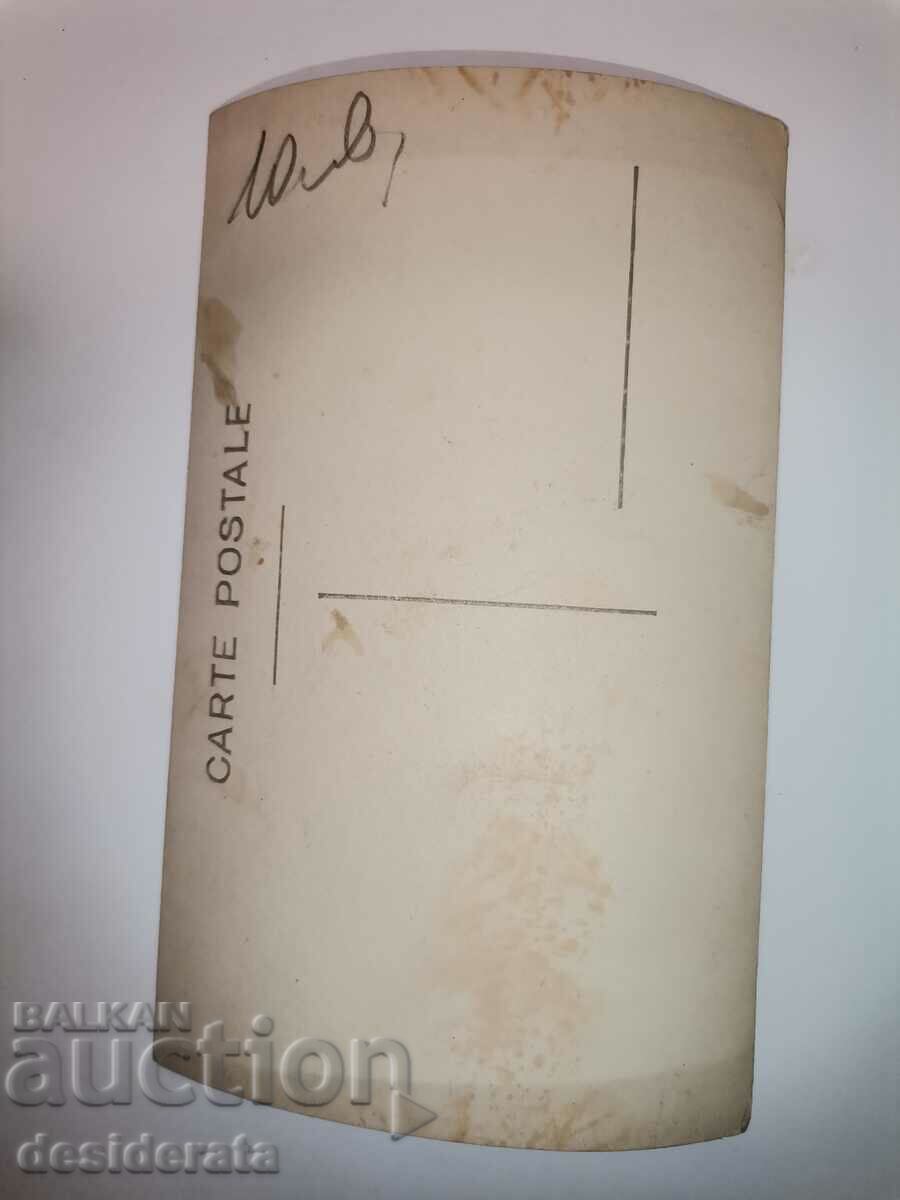 CARTE POSTALE
BALKAN
auction
desiderata